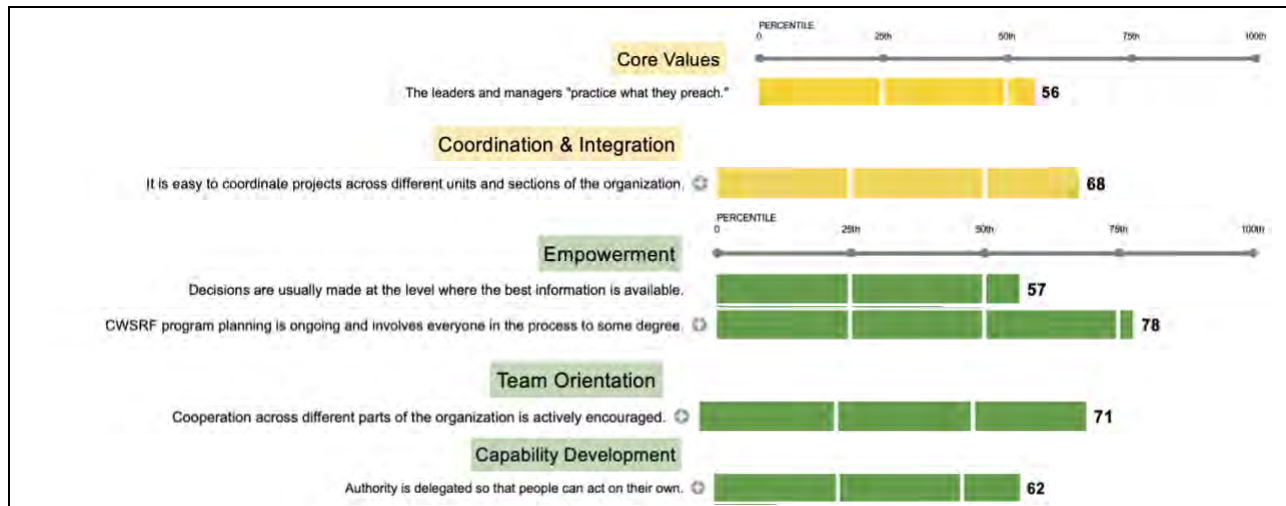 PERCENTILE
0 25th 50th 75th 100th
Core Values
The leaders and managers "practice what they preach." 56
Coordination & Integration
It is easy to coordinate projects across different units and sections of the organization. 68
PERCENTILE
0 25th 50th 75th 100th
Empowerment
Decisions are usually made at the level where the best information is available. 57
CWSRF program planning is ongoing and involves everyone in the process to some degree. 78
Team Orientation
Cooperation across different parts of the organization is actively encouraged. 71
Capability Development
Authority is delegated so that people can act on their own. 62